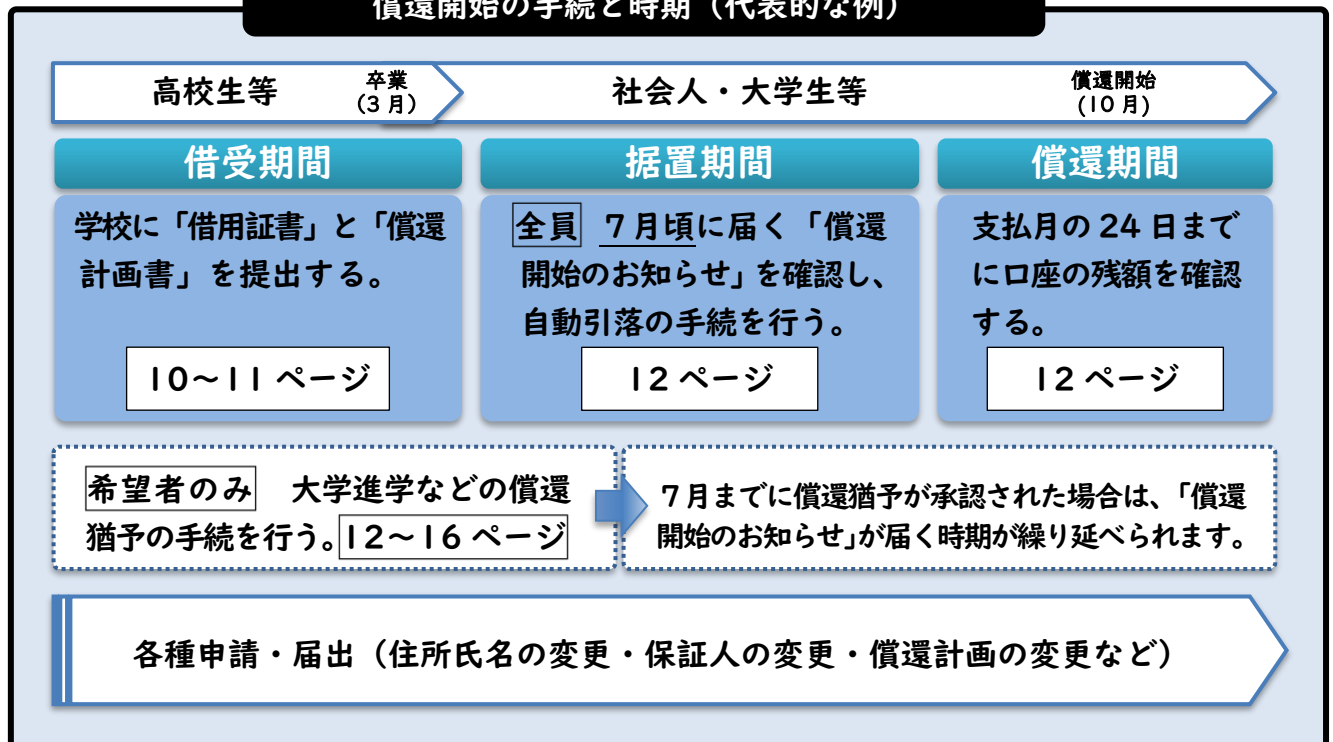 償還開始の手続と時期（代表的な例）
高校生等
卒業
（３月）
社会人・大学生等
償還開始
（10月）
借受期間
据置期間
償還期間
学校に「借用証書」と「償還
計画書」を提出する。
10～11ページ
全員 ７月頃に届く「償還
開始のお知らせ」を確認し、
自動引落の手続を行う。
12ページ
支払月の24日まで
に口座の残額を確認
する。
12ページ
希望者のみ 大学進学などの償還
猶予の手続を行う。12～16ページ
７月までに償還猶予が承認された場合は、「償還
開始のお知らせ」が届く時期が繰り延べられます。
各種申請・届出（住所氏名の変更・保証人の変更・償還計画の変更など）